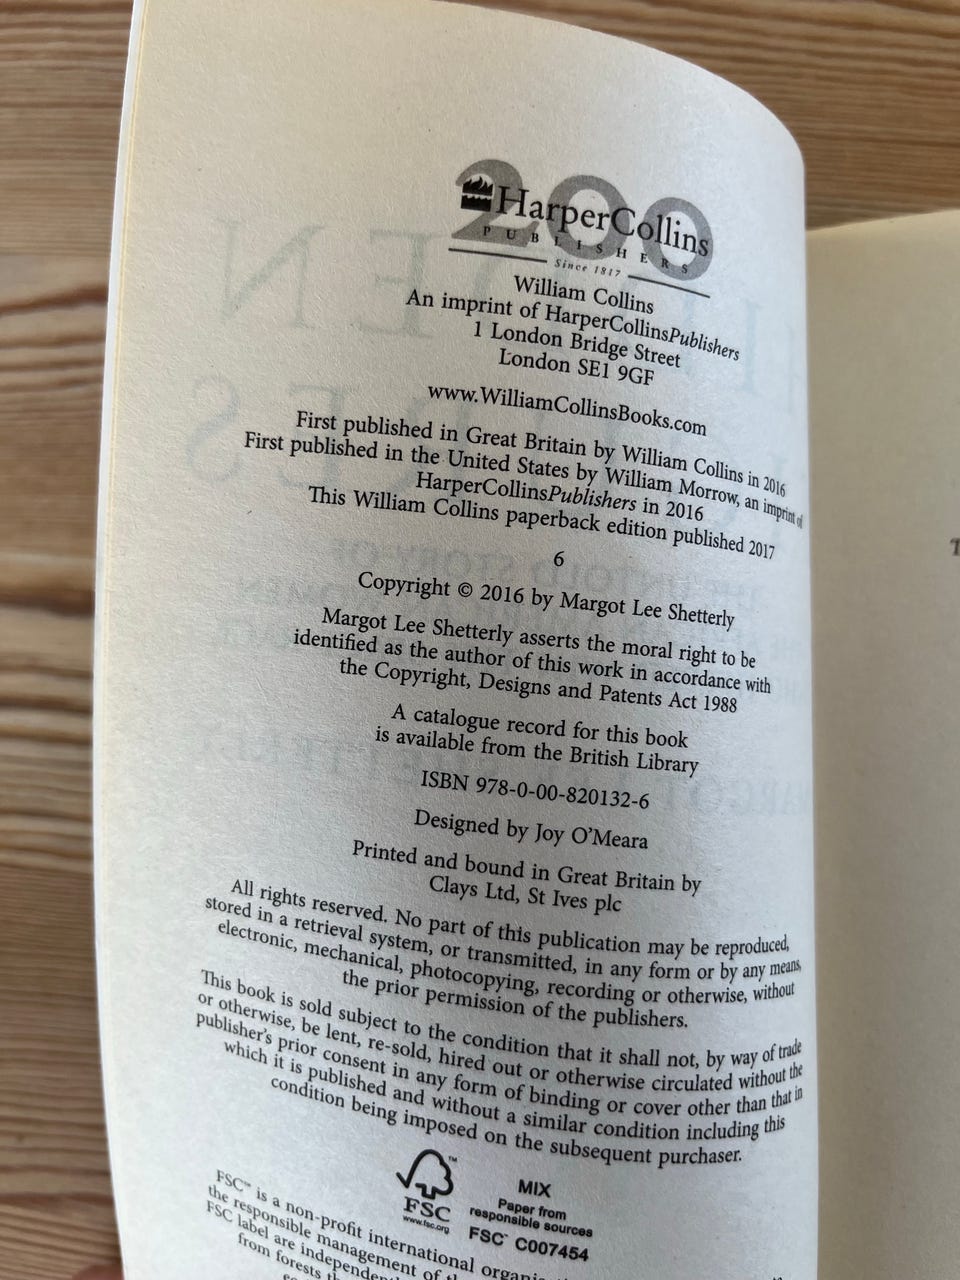 200
HarperCollins
PUBLISHERS
Since 1817
William Collins
An imprint of HarperCollinsPublishers
1 London Bridge Street
London SE1 9GF
www.WilliamCollinsBooks.com
First published in Great Britain by William Collins in 2016
First published in the United States by William Morrow, an imprint of
HarperCollinsPublishers in 2016
This William Collins paperback edition published 2017
6
Copyright © 2016 by Margot Lee Shetterly
Margot Lee Shetterly asserts the moral right to be
identified as the author of this work in accordance with
the Copyright, Designs and Patents Act 1988
A catalogue record for this book
is available from the British Library
ISBN 978-0-00-820132-6
Designed by Joy O'Meara
Printed and bound in Great Britain by
Clays Ltd, St Ives plc
All rights reserved. No part of this publication may be reproduced,
stored in a retrieval system, or transmitted, in any form or by any means,
electronic, mechanical, photocopying, recording or otherwise, without
the prior permission of the publishers.
This book is sold subject to the condition that it shall not, by way of trade
or otherwise, be lent, re-sold, hired out or otherwise circulated without the
publisher's prior consent in any form of binding or cover other than that in
which it is published and without a similar condition including this
condition being imposed on the subsequent purchaser.
FSC
www.fsc.org
MIX
Paper from
responsible sources
FSC™ C007454
FSC™ is a non-profit international
the responsible management of the
FSC label are
from forests